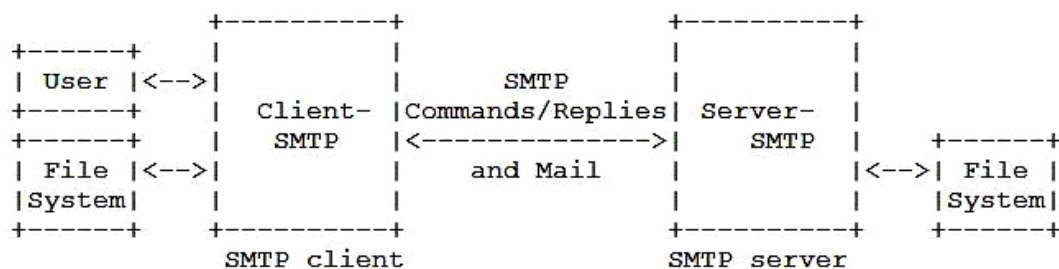 +----------+                +----------+
+------+    |          |                |          |
| User |<-->|          |      SMTP      |          |
+------+    |  Client- |Commands/Replies| Server-  |
+------+    |   SMTP   |<-------------->|    SMTP  |    +------+
| File |<-->|          |    and Mail    |          |<-->| File |
|System|    |          |                |          |    |System|
+------+    +----------+                +----------+    +------+
             SMTP client                SMTP server